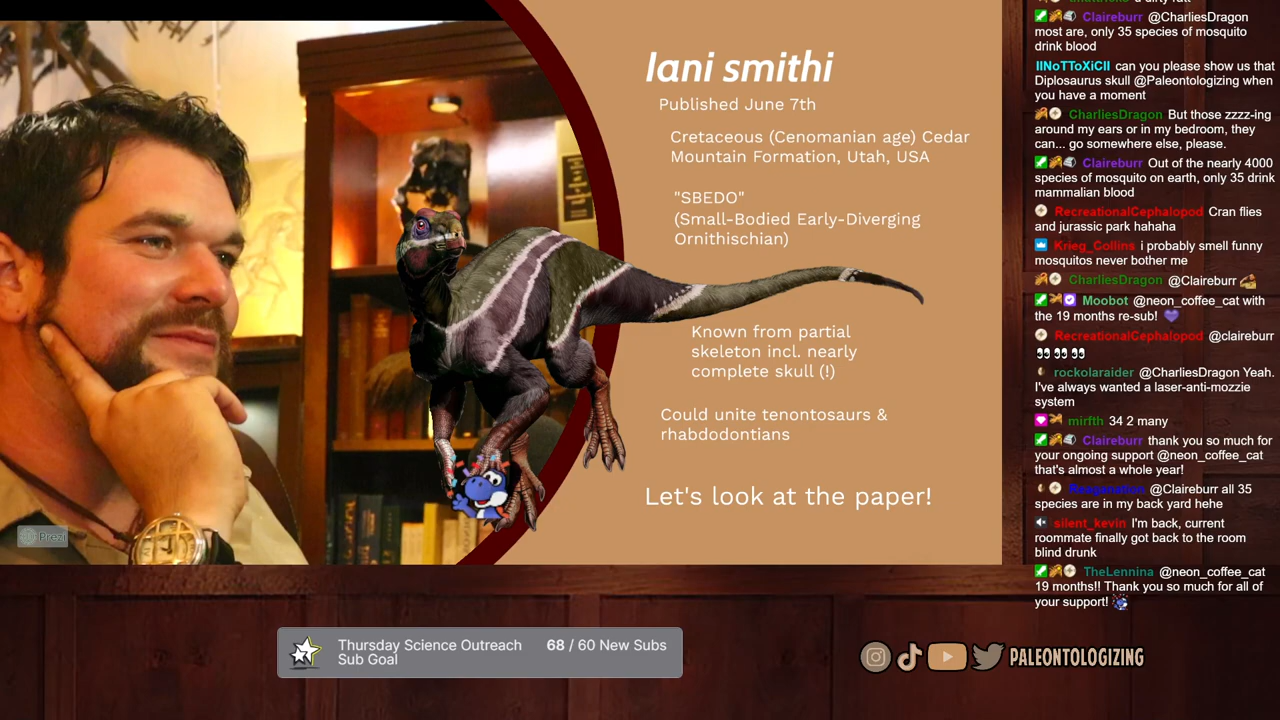 Iani smithi
Published June 7th
Cretaceous (Cenomanian age) Cedar
Mountain Formation, Utah, USA
"SBEDO"
(Small-Bodied Early-Diverging
Ornithischian)
Known from partial
skeleton incl. nearly
complete skull (!)
Could unite tenontosaurs &
rhabdodontians
Let's look at the paper!
Prezi
Claireburr @CharliesDragon
most are, only 35 species of mosquito
drink blood
IINoTToXiCII can you please show us that
Diplosaurus skull @Paleontologizing when
you have a moment
CharliesDragon But those zzzz-ing
around my ears or in my bedroom, they
can... go somewhere else, please.
Claireburr Out of the nearly 4000
species of mosquito on earth, only 35 drink
mammalian blood
RecreationalCephalopod Cran flies
and jurassic park hahaha
Krieg_Collins i probably smell funny
mosquitos never bother me
CharliesDragon @Claireburr
Moobot @neon_coffee_cat with
the 19 months re-sub!
RecreationalCephalopod @claireburr
rockolaraider @CharliesDragon Yeah.
I've always wanted a laser-anti-mozzie
system
mirfth 34 2 many
Claireburr thank you so much for
your ongoing support @neon_coffee_cat
that's almost a whole year!
@Claireburr all 35
species are in my back yard hehe
silent_kevin I'm back, current
roommate finally got back to the room
blind drunk
TheLennina @neon_coffee_cat
19 months!! Thank you so much for all of
your support!
Thursday Science Outreach 68 / 60 New Subs
Sub Goal
PALEONTOLOGIZING